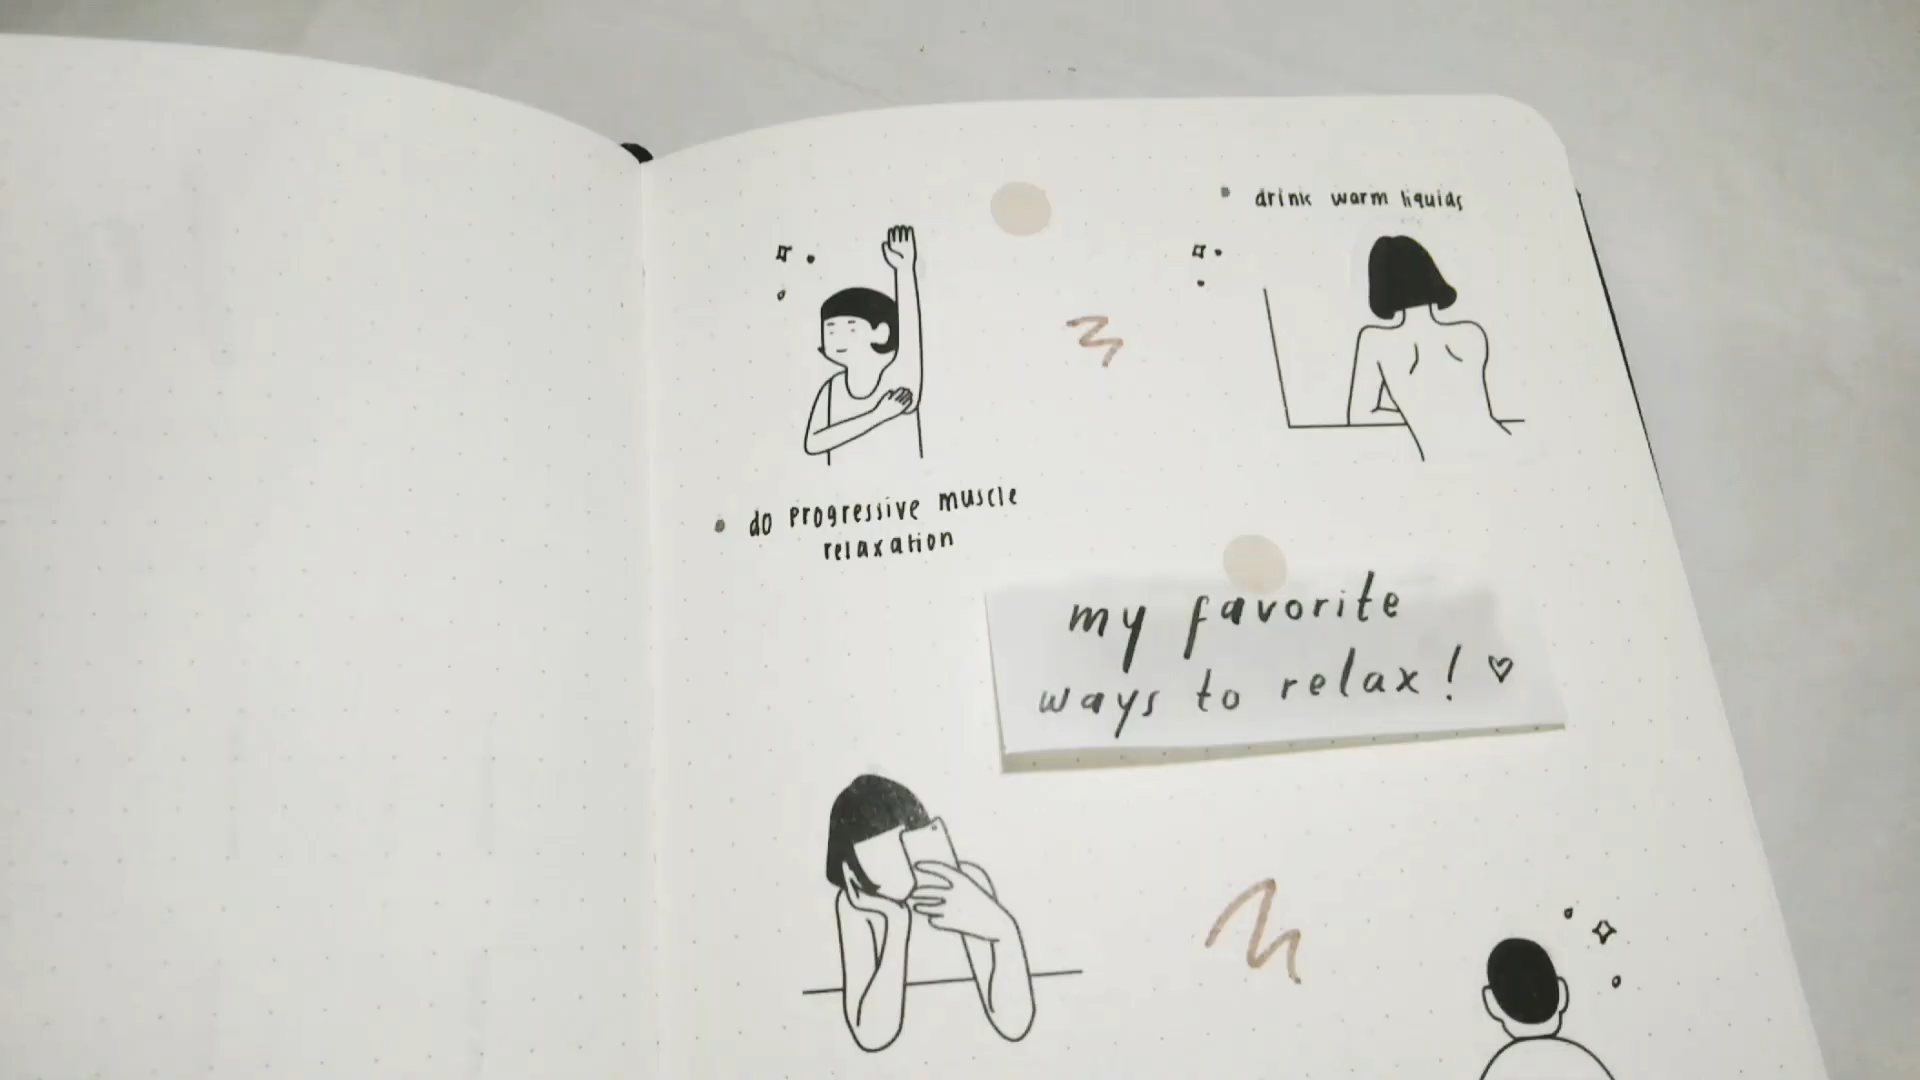 • drink warm liquids
• do progressive muscle
relaxation
my favorite
ways to relax! ♡